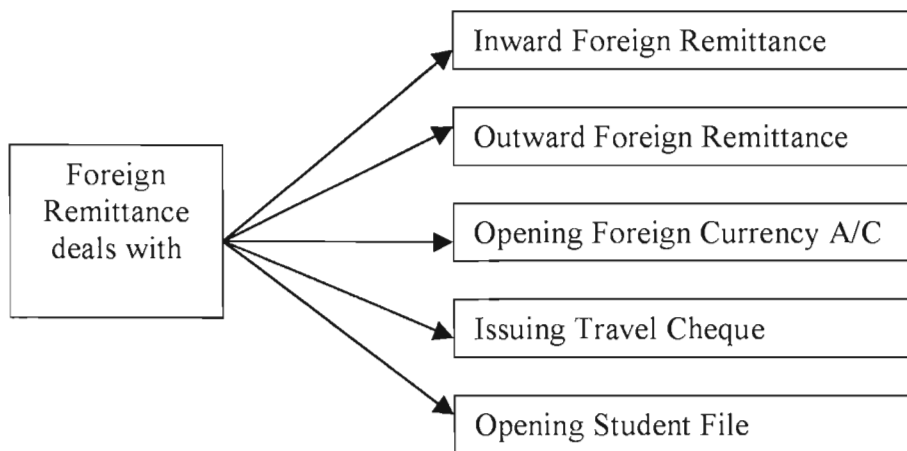 Foreign
Remittance
deals with
Inward Foreign Remittance
Outward Foreign Remittance
Opening Foreign Currency A/C
Issuing Travel Cheque
Opening Student File